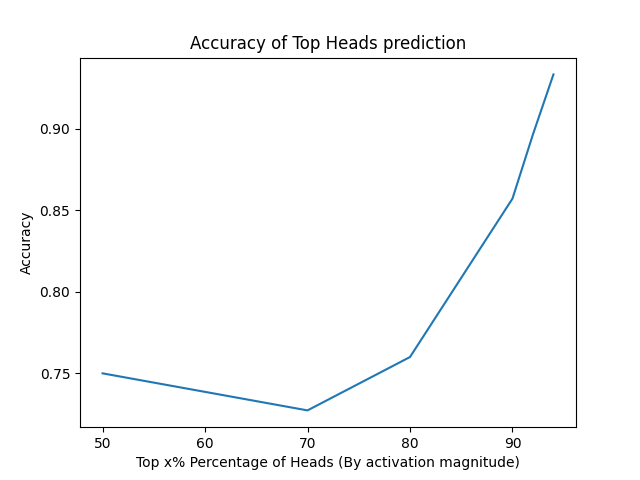 Accuracy of Top Heads prediction
0.90
0.85
0.80
0.75
Accuracy
50 60 70 80 90
Top x% Percentage of Heads (By activation magnitude)